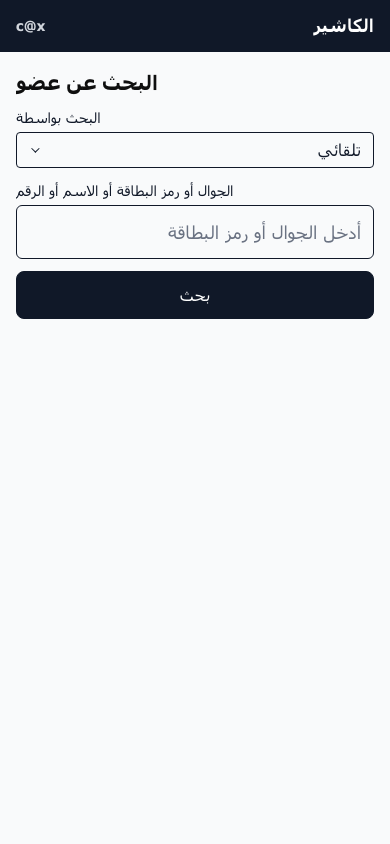 الكاشير
c@x
البحث عن عضو
البحث بواسطة
تلقائي
الجوال أو رمز البطاقة أو الاسم أو الرقم
أدخل الجوال أو رمز البطاقة
بحث